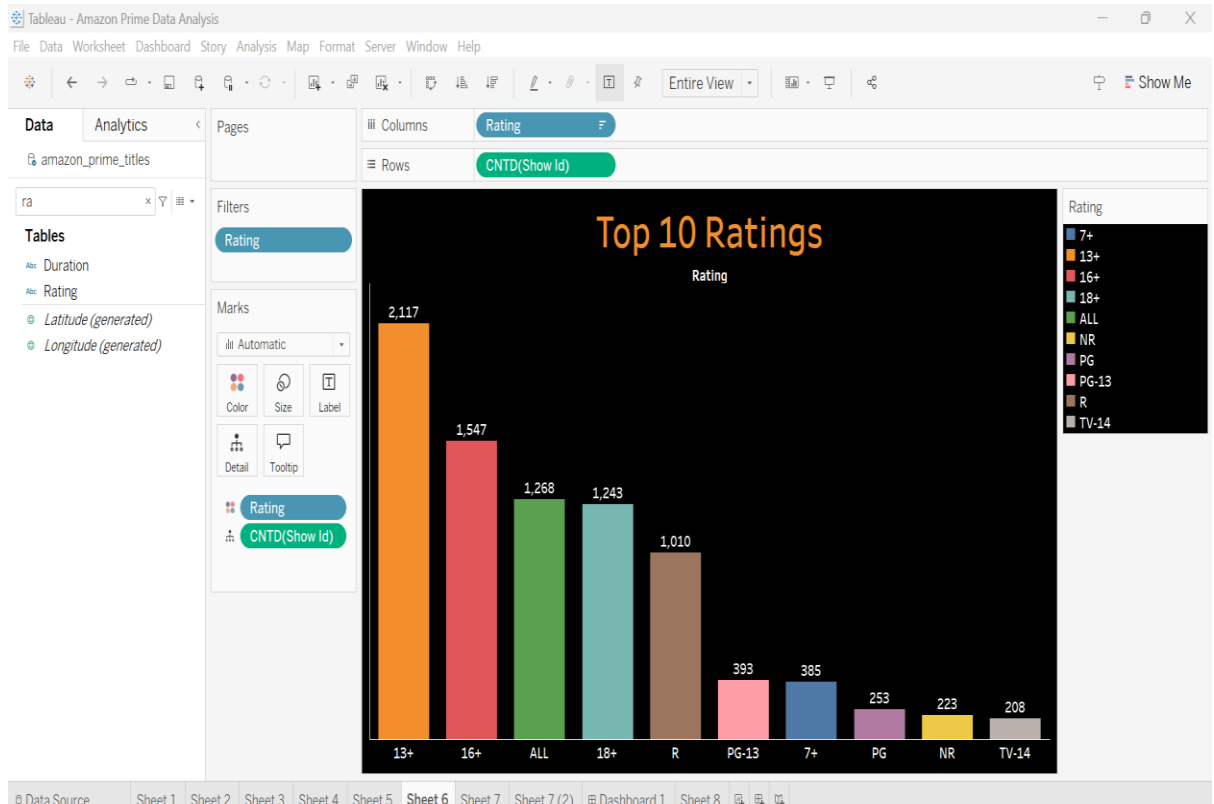 Tableau - Amazon Prime Data Analysis
File Data Worksheet Dashboard Story Analysis Map Format Server Window Help
Entire View
Show Me
Data Analytics
amazon_prime_titles
ra
Tables
Abc Duration
Abc Rating
Latitude (generated)
Longitude (generated)
Pages
Filters
Rating
Marks
Automatic
Color Size Label
Detail Tooltip
Rating
CNTD(Show Id)
Columns Rating
Rows CNTD(Show Id)
Top 10 Ratings
Rating
2,117
1,547
1,268
1,243
1,010
393
385
253
223
208
13+ 16+ ALL 18+ R PG-13 7+ PG NR TV-14
Rating
7+
13+
16+
18+
ALL
NR
PG
PG-13
R
TV-14
Data Source Sheet 1 Sheet 2 Sheet 3 Sheet 4 Sheet 5 Sheet 6 Sheet 7 Sheet 7 (2) Dashboard 1 Sheet 8